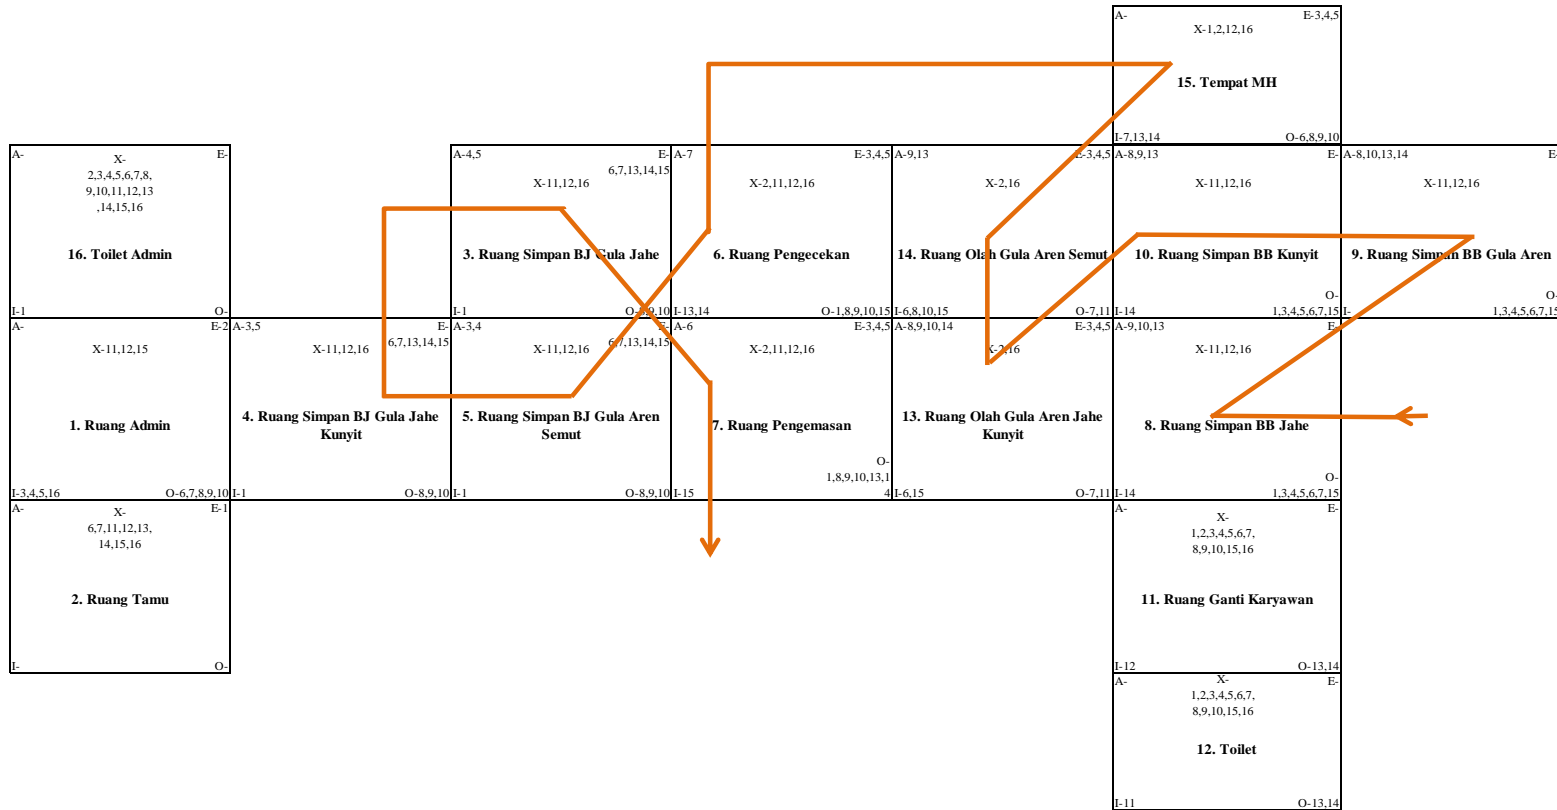 A- E-3,4,5
X-1,2,12,16
15. Tempat MH
I-7,13,14 O-6,8,9,10
A- E-
X-
2,3,4,5,6,7,8,
9,10,11,12,13
,14,15,16
16. Toilet Admin
I-1 O-
A-4,5 E-
6,7,13,14,15
X-11,12,16
3. Ruang Simpan BJ Gula Jahe
I-1 O-8,9,10
A-7 E-3,4,5
X-2,11,12,16
6. Ruang Pengecekan
I-13,14 O-1,8,9,10,15
A-9,13 E-3,4,5
X-2,16
14. Ruang Olah Gula Aren Semut
I-6,8,10,15 O-7,11
A-8,9,13 E-
X-11,12,16
10. Ruang Simpan BB Kunyit
O-
I-14 1,3,4,5,6,7,15
A-8,10,13,14 E-
X-11,12,16
9. Ruang Simpan BB Gula Aren
O-
I- 1,3,4,5,6,7,15
A- E-2
X-11,12,15
1. Ruang Admin
I-3,4,5,16 O-6,7,8,9,10
A-3,5 E-
6,7,13,14,15
X-11,12,16
4. Ruang Simpan BJ Gula Jahe
Kunyit
I-1 O-8,9,10
A-3,4 E-
6,7,13,14,15
X-11,12,16
5. Ruang Simpan BJ Gula Aren
Semut
I-1 O-8,9,10
A-6 E-3,4,5
X-2,11,12,16
7. Ruang Pengemasan
O-
1,8,9,10,13,1
I-15 4
A-8,9,10,14 E-3,4,5
X-2,16
13. Ruang Olah Gula Aren Jahe
Kunyit
I-6,15 O-7,11
A-9,10,13 E-
X-11,12,16
8. Ruang Simpan BB Jahe
O-
I-14 1,3,4,5,6,7,15
A- E-1
X-
6,7,11,12,13,
14,15,16
2. Ruang Tamu
I- O-
A- E-
X-
1,2,3,4,5,6,7,
8,9,10,15,16
11. Ruang Ganti Karyawan
I-12 O-13,14
A- E-
X-
1,2,3,4,5,6,7,
8,9,10,15,16
12. Toilet
I-11 O-13,14